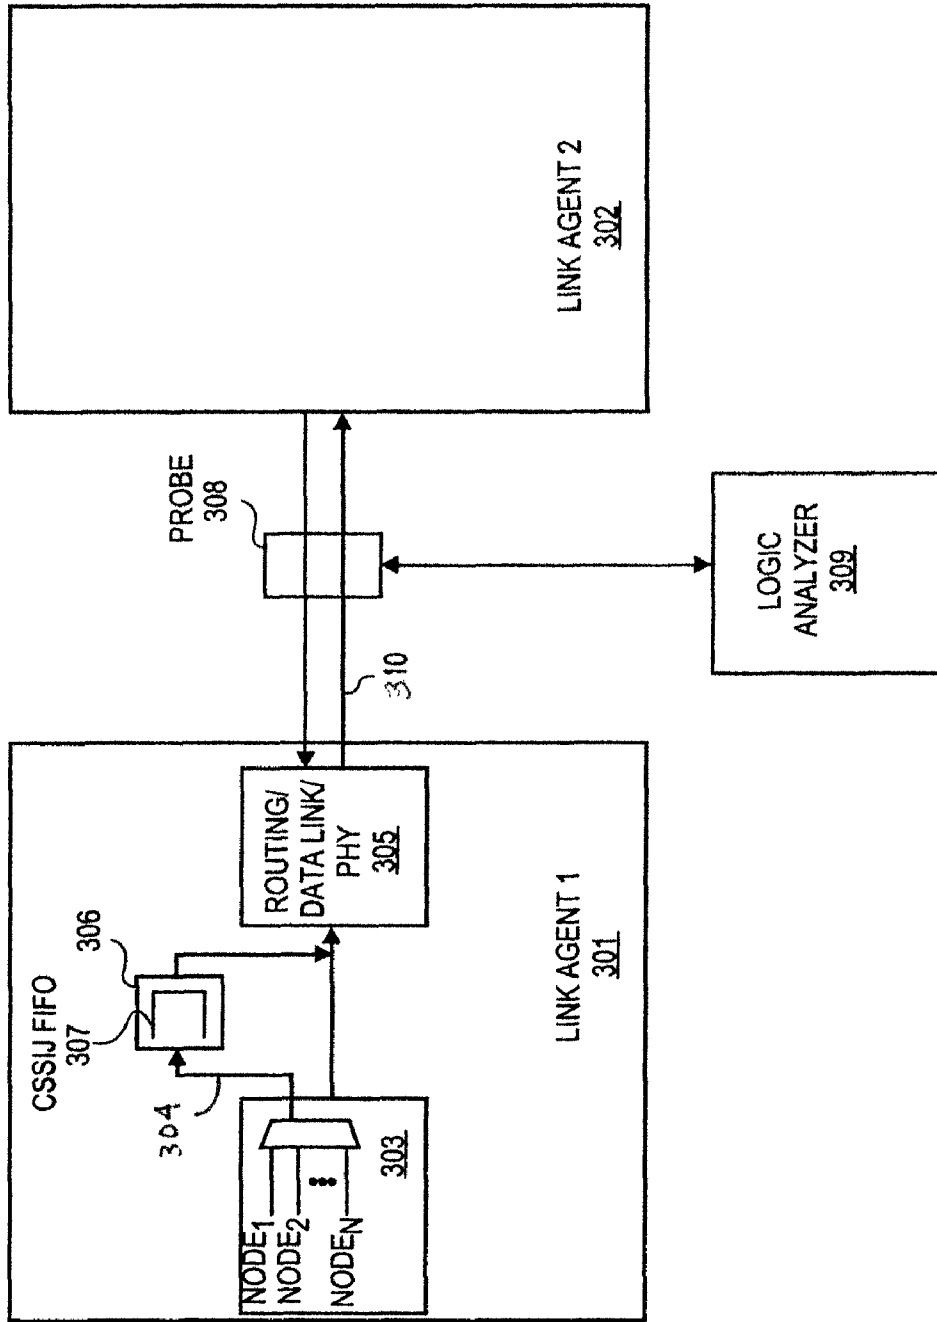 CSSIJ FIFO
307
306
304
NODE1
NODE2
NODEN
303
ROUTING/
DATA LINK/
PHY
305
LINK AGENT 1
301
310
PROBE
308
LOGIC
ANALYZER
309
LINK AGENT 2
302